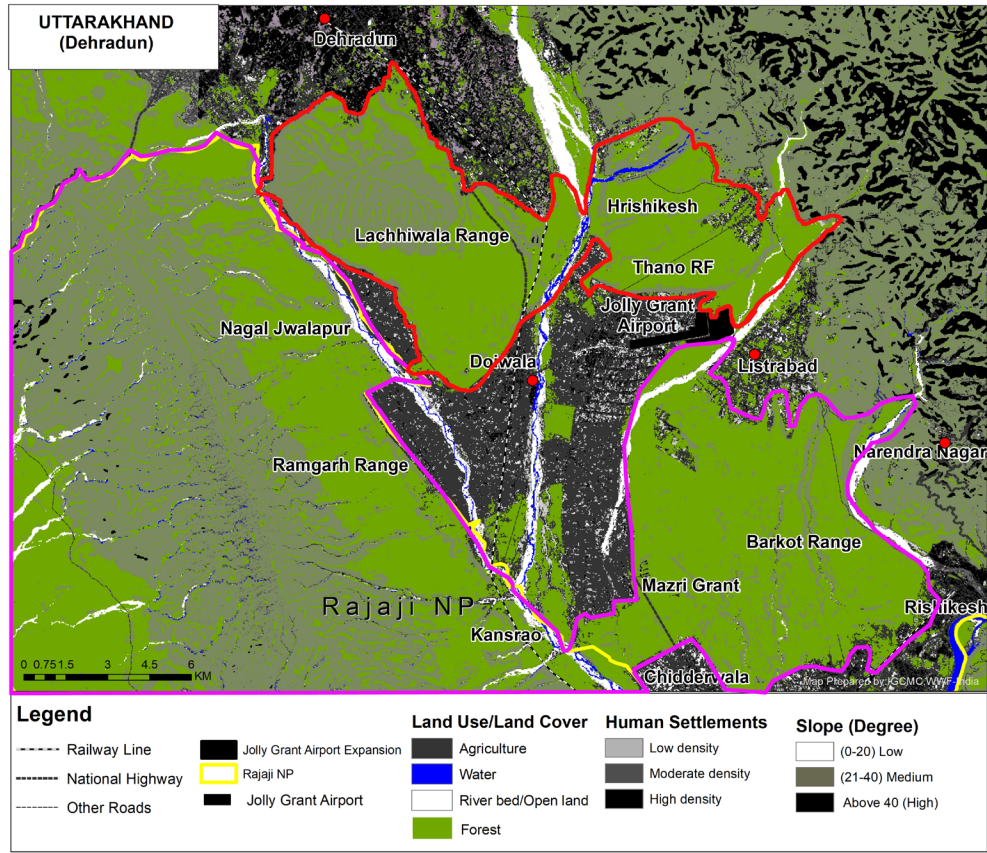 UTTARAKHAND
(Dehradun)
Dehradun
Hrishikesh
Lachhiwala Range
Thano RF
Jolly Grant
Airport
Nagal Jwalapur
Doiwala
Listrabad
Ramgarh Range
Narendra Nagar
Barkot Range
Mazri Grant
Rajaji NP
Rishikesh
Kansrao
Chidderwala
0 0.75 1.5 3 4.5 6
KM
Map Prepared by:IGCMC,WWF-India
Legend
Railway Line
National Highway
Other Roads
Jolly Grant Airport Expansion
Rajaji NP
Jolly Grant Airport
Land Use/Land Cover
Agriculture
Water
River bed/Open land
Forest
Human Settlements
Low density
Moderate density
High density
Slope (Degree)
(0-20) Low
(21-40) Medium
Above 40 (High)